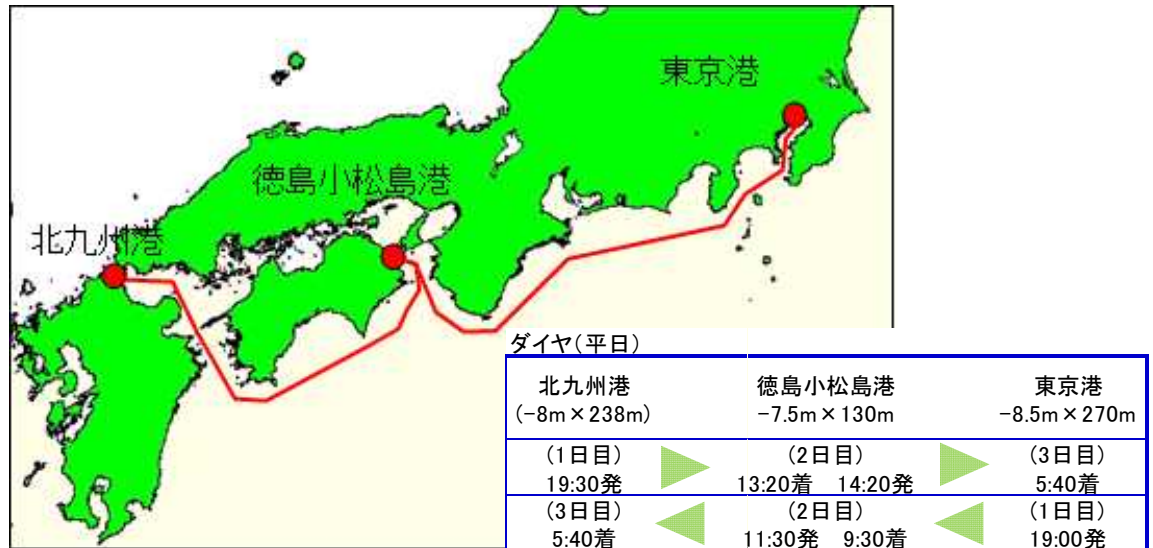 東京港
徳島小松島港
北九州港
ダイヤ(平日)
北九州港 徳島小松島港 東京港
(-8m×238m) -7.5m×130m -8.5m×270m
(1日目) (2日目) (3日目)
19:30発 13:20着 14:20発 5:40着
(3日目) (2日目) (1日目)
5:40着 11:30発 9:30着 19:00発